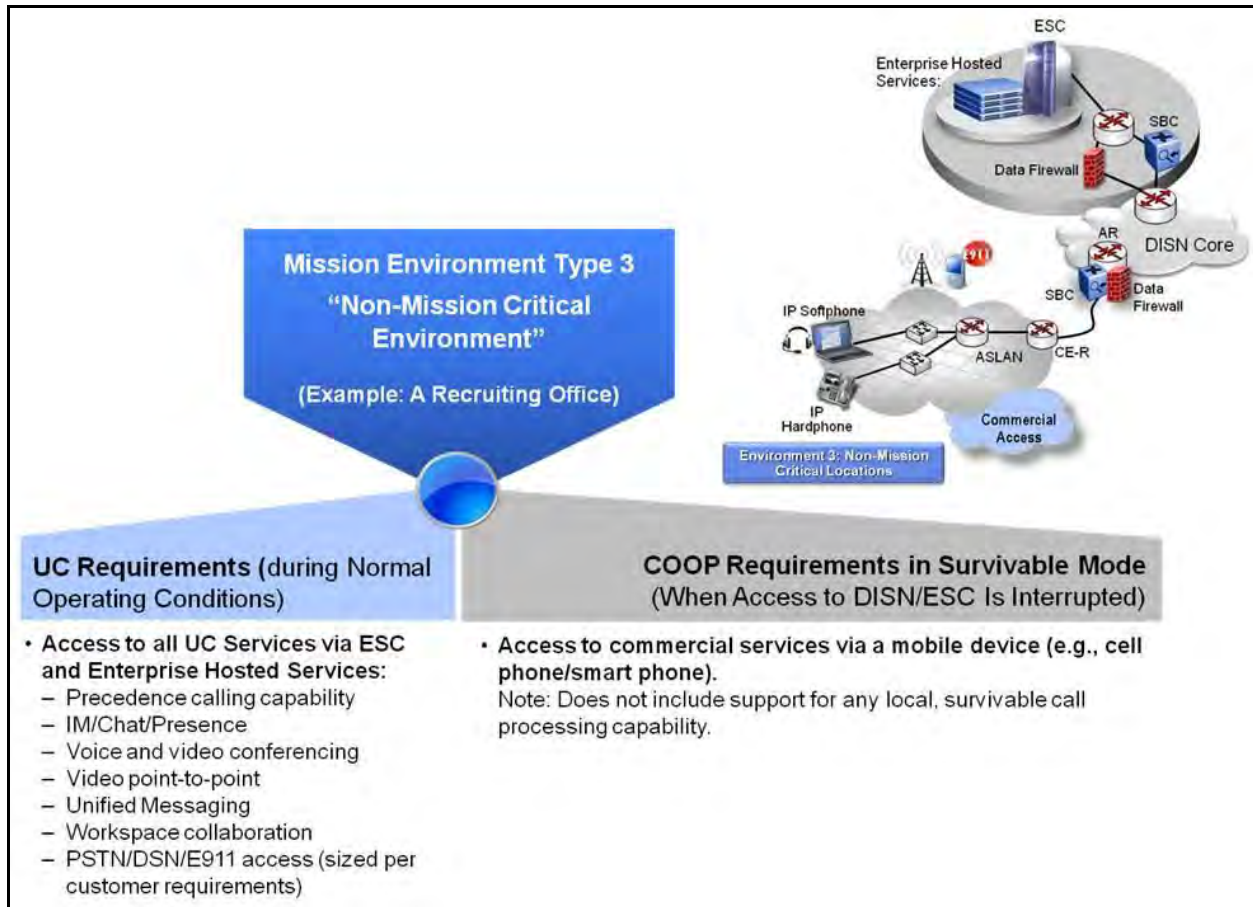 ESC
Enterprise Hosted
Services:
SBC
Data Firewall
DISN Core
AR
E911
SBC
Data
Firewall
IP Softphone
ASLAN
CE-R
IP
Hardphone
Commercial
Access
Environment 3: Non-Mission
Critical Locations
Mission Environment Type 3
“Non-Mission Critical
Environment”
(Example: A Recruiting Office)
UC Requirements (during Normal
Operating Conditions)
• Access to all UC Services via ESC
and Enterprise Hosted Services:
– Precedence calling capability
– IM/Chat/Presence
– Voice and video conferencing
– Video point-to-point
– Unified Messaging
– Workspace collaboration
– PSTN/DSN/E911 access (sized per
customer requirements)
COOP Requirements in Survivable Mode
(When Access to DISN/ESC Is Interrupted)
• Access to commercial services via a mobile device (e.g., cell
phone/smart phone).
Note: Does not include support for any local, survivable call
processing capability.